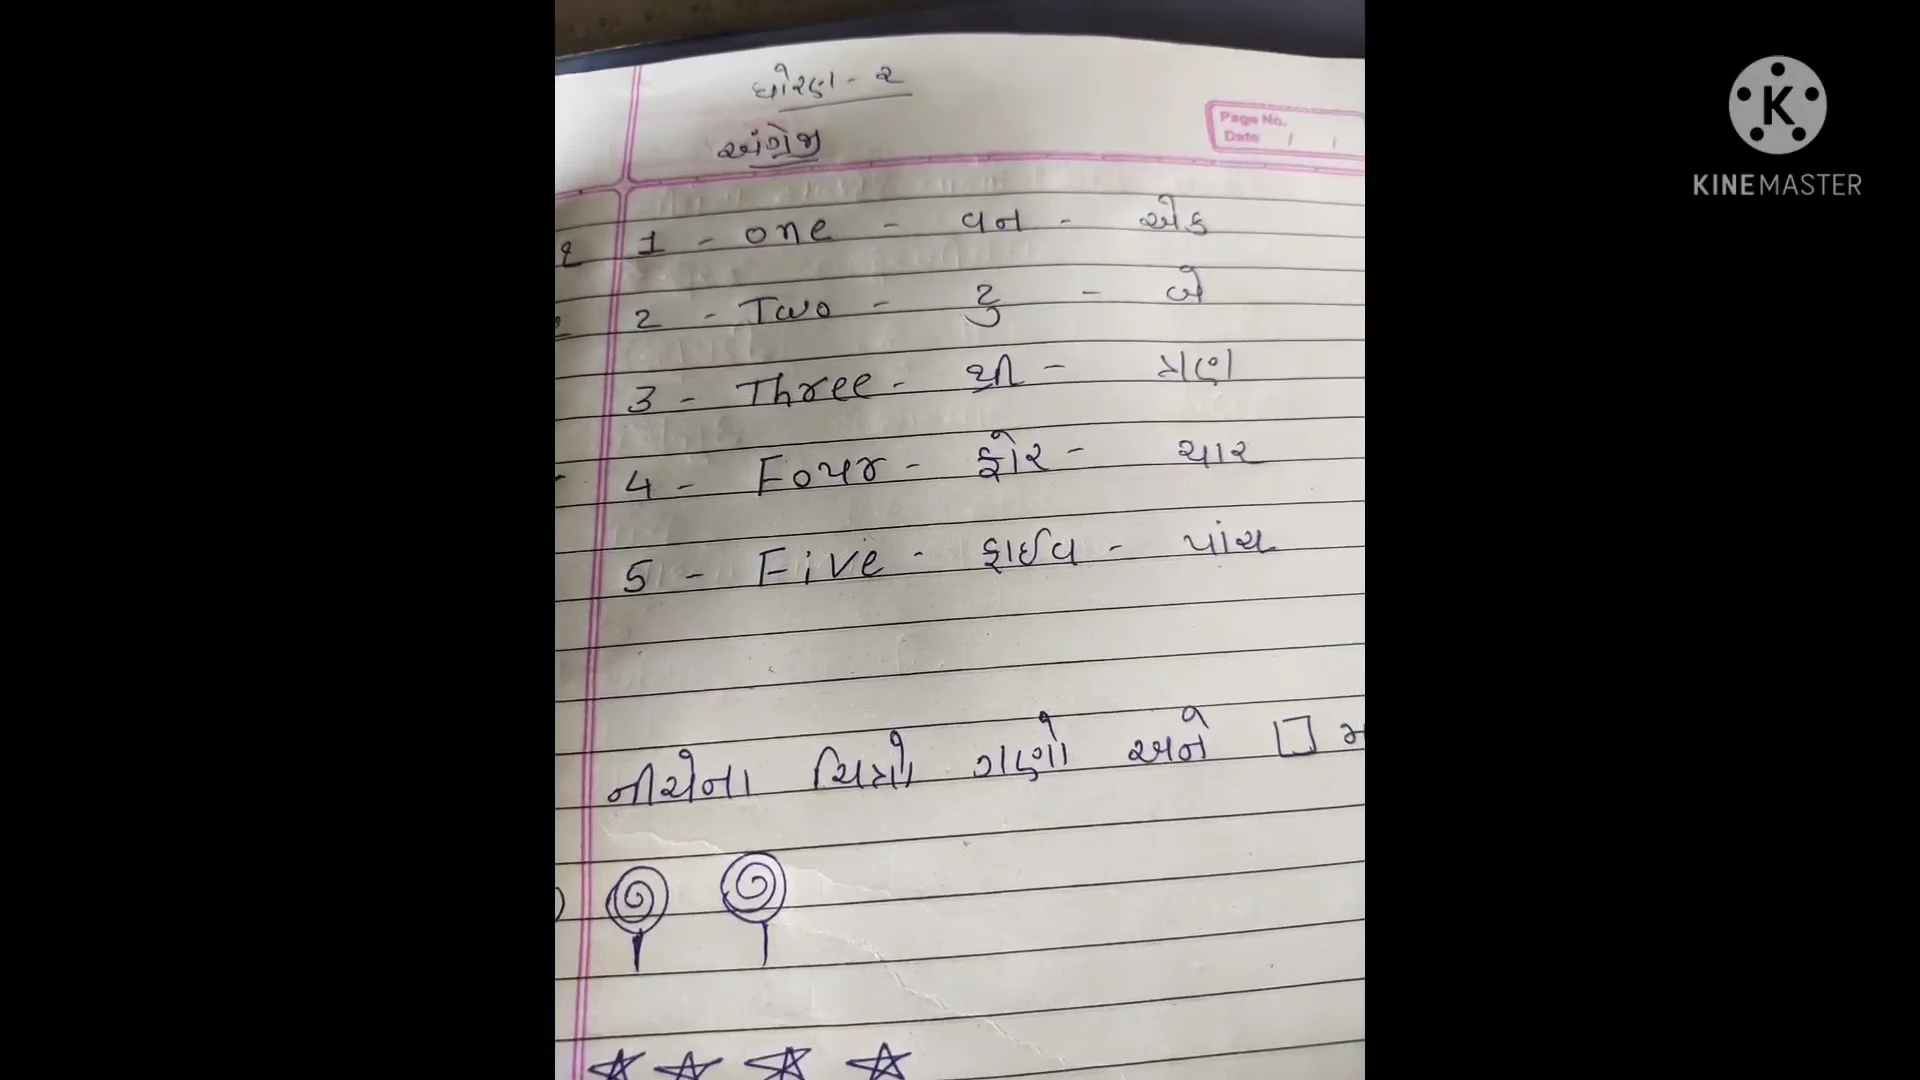 ધોરણ - ૨
અંગ્રેજી
Page No.
Date / /
૧ 1 - one - વન - એક
2 - Two - ટુ - બે
3 - Three - થ્રી - ત્રણ
4 - Four - ફોર - ચાર
5 - Five - ફાઈવ - પાંચ
નીચેના ચિત્રો ગણો અને □
KINEMASTER